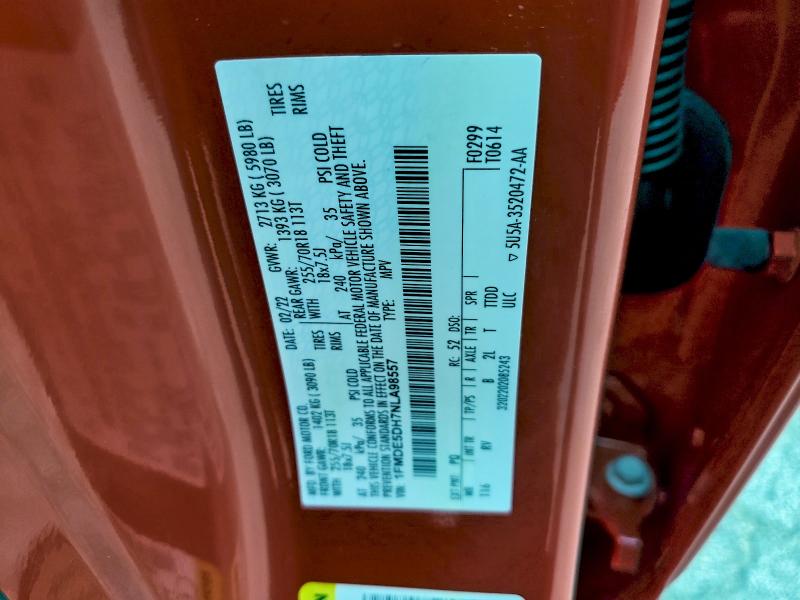 MFD. BY FORD MOTOR CO. DATE: 02/22 GVWR: 2713 KG ( 5980 LB)
FRONT GAWR: 1402 KG ( 3090 LB) REAR GAWR: 1393 KG ( 3070 LB)
WITH 255/70R18 113T TIRES WITH 255/70R18 113T TIRES
18x7.5J RIMS 18x7.5J RIMS
AT 240 kPa/ 35 PSI COLD AT 240 kPa/ 35 PSI COLD
THIS VEHICLE CONFORMS TO ALL APPLICABLE FEDERAL MOTOR VEHICLE SAFETY AND THEFT
PREVENTION STANDARDS IN EFFECT ON THE DATE OF MANUFACTURE SHOWN ABOVE.
VIN: 1FMDE5DH7NLA98557 TYPE: MPV
EXT PNT: PQ RC: 52 DSO: F0299
WB INT TR TP/PS R AXLE TR SPR T0614
116 RV B 2L T TTDD
3202202085243 ULC
▽ 5U5A-3520472-AA
N